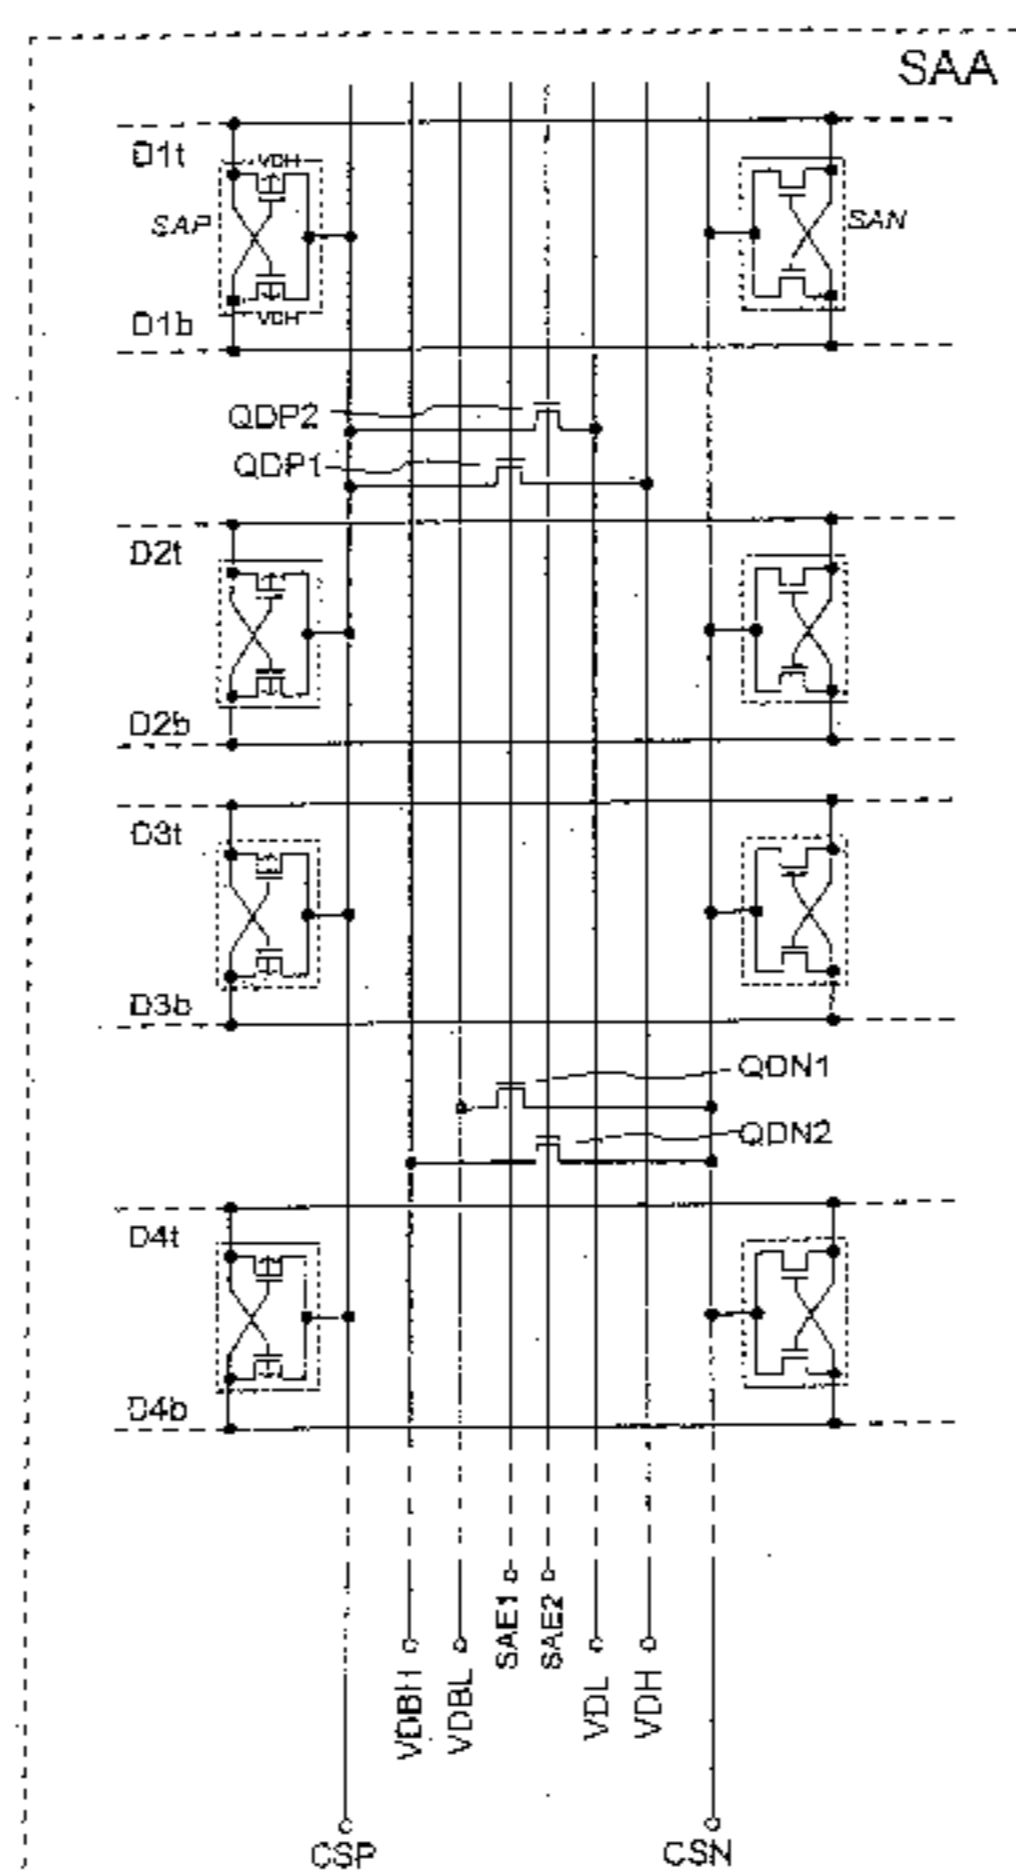 SAA
D1t
VDH
SAP
SAN
VDH
D1b
QDP2
QDP1
D2t
D2b
D3t
D3b
QDN1
QDN2
D4t
D4b
SAE1
SAE2
VDBH
VDBL
VDL
VDH
CSP
CSN